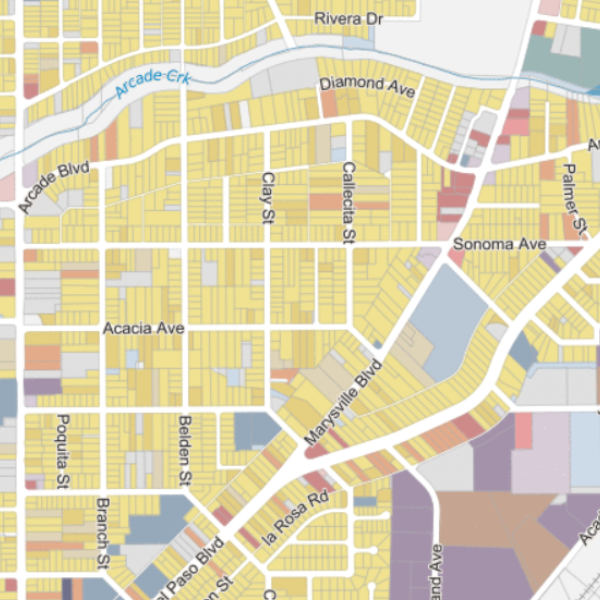 Rivera Dr
Arcade Crk
Diamond Ave
Arcade Blvd
Clay St
Callecita St
Palmer St
Sonoma Ave
Acacia Ave
Marysville Blvd
Poquita St
Belden St
Branch St
la Rosa Rd
el Paso Blvd